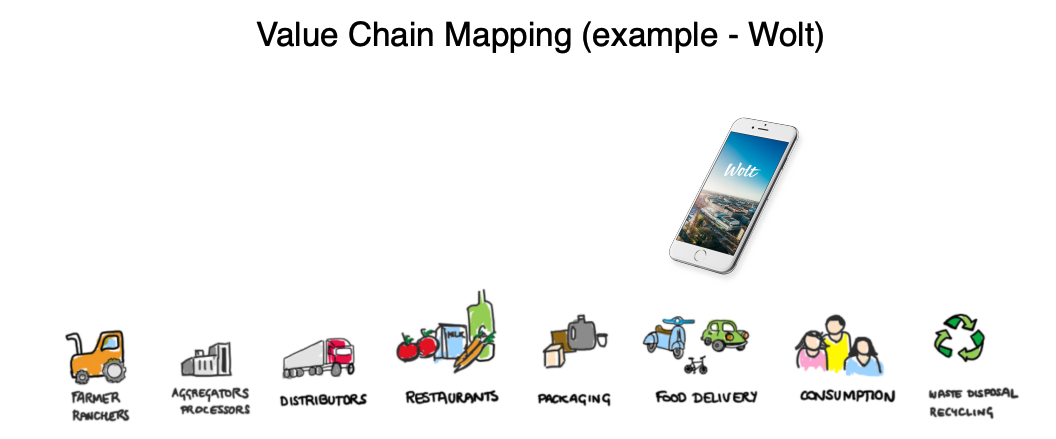 Value Chain Mapping (example - Wolt)
Wolt
MILK
FARMER
RANCHERS
AGGREGATORS
PROCESSORS
DISTRIBUTORS
RESTAURANTS
PACKAGING
FOOD DELIVERY
CONSUMPTION
WASTE DISPOSAL
RECYCLING